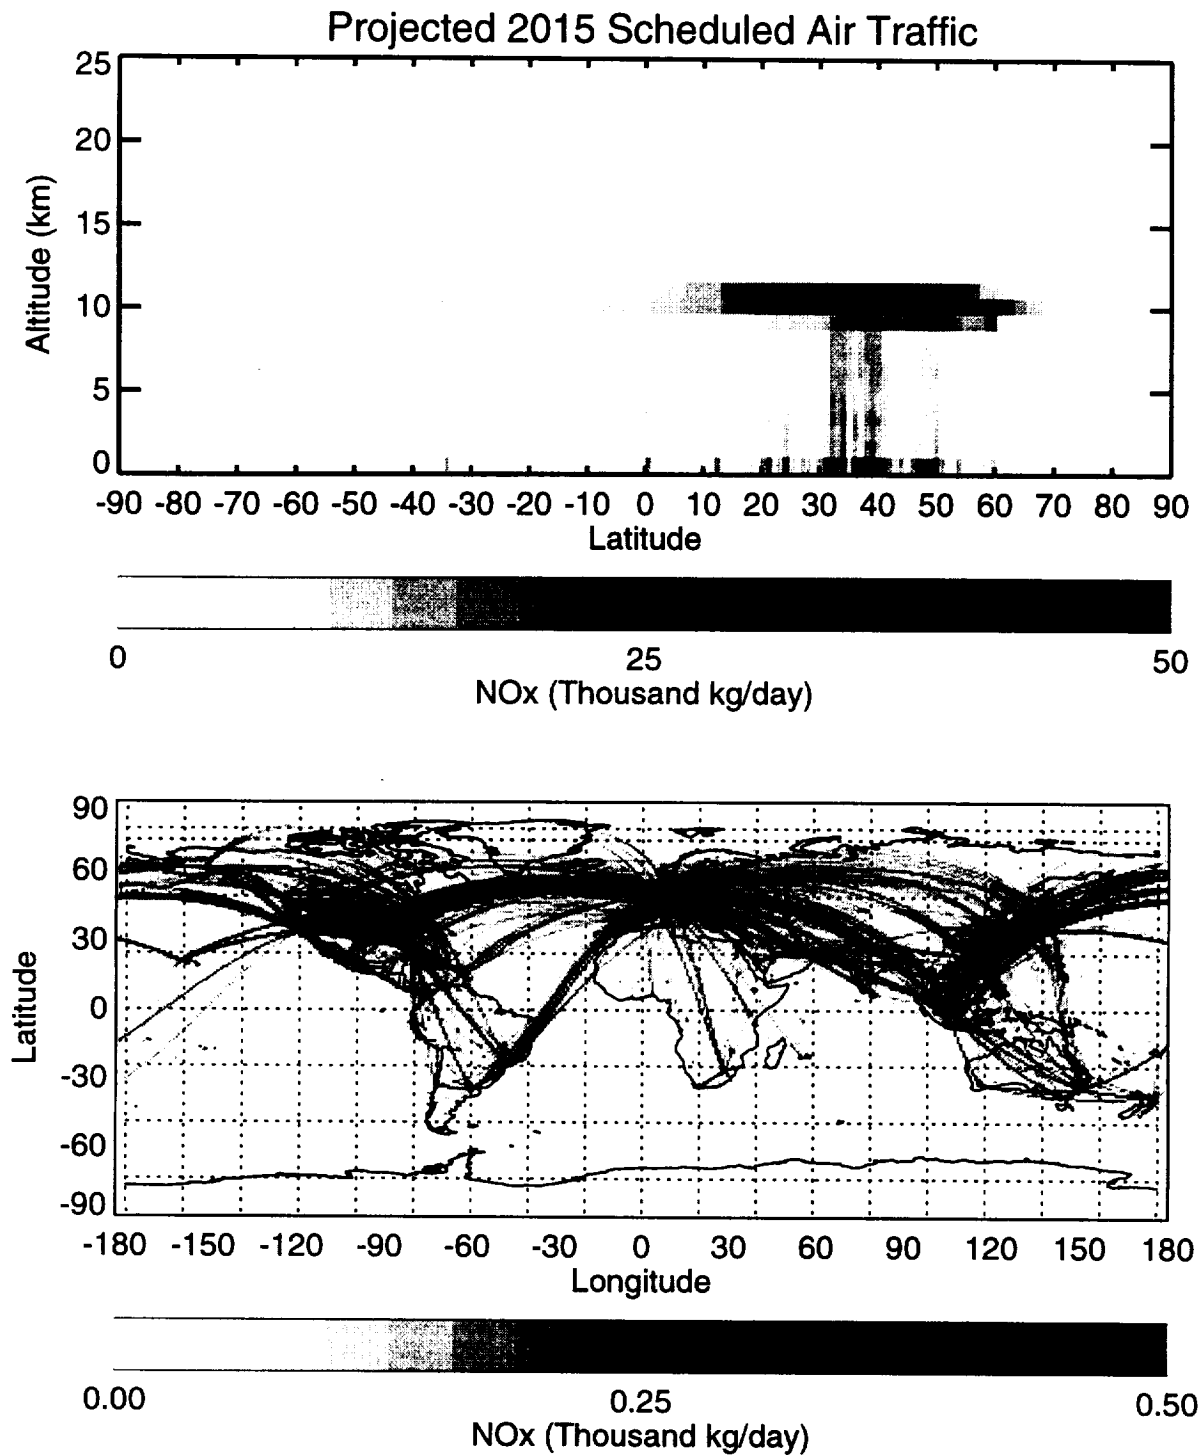 Projected 2015 Scheduled Air Traffic
25
20
15
10
5
0
Altitude (km)
-90 -80 -70 -60 -50 -40 -30 -20 -10 0 10 20 30 40 50 60 70 80 90
Latitude
0 25 50
NOx (Thousand kg/day)
90
60
30
0
-30
-60
-90
Latitude
-180 -150 -120 -90 -60 -30 0 30 60 90 120 150 180
Longitude
0.00 0.25 0.50
NOx (Thousand kg/day)